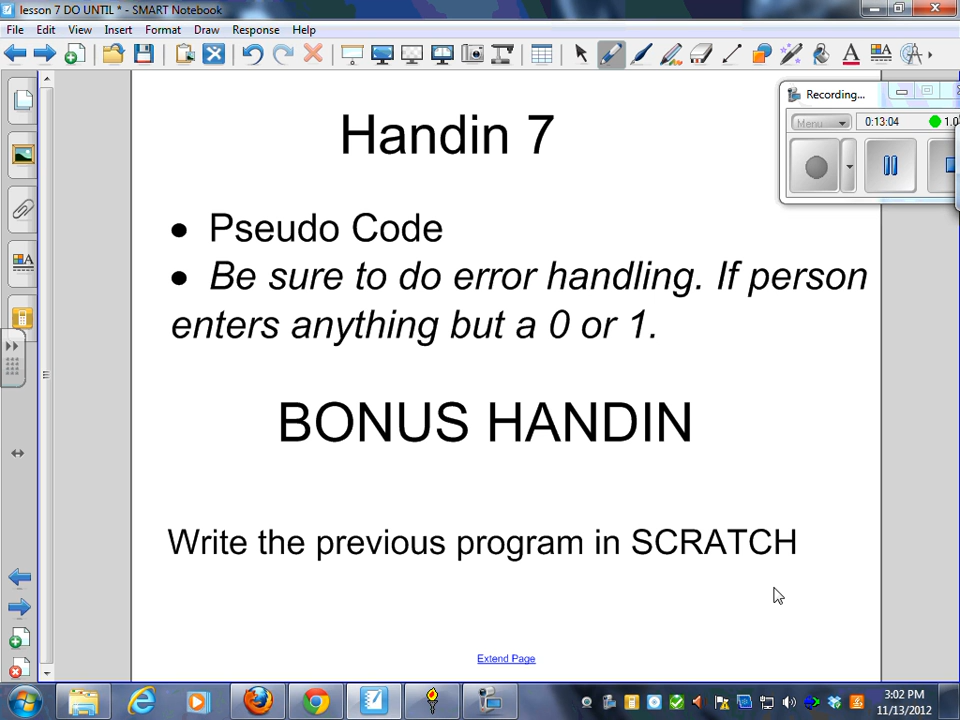 lesson 7 DO UNTIL * - SMART Notebook
File Edit View Insert Format Draw Response Help
Recording...
Menu 0:13:04 1.0
Handin 7
• Pseudo Code
• Be sure to do error handling. If person
enters anything but a 0 or 1.
BONUS HANDIN
Write the previous program in SCRATCH
Extend Page
3:02 PM
11/13/2012